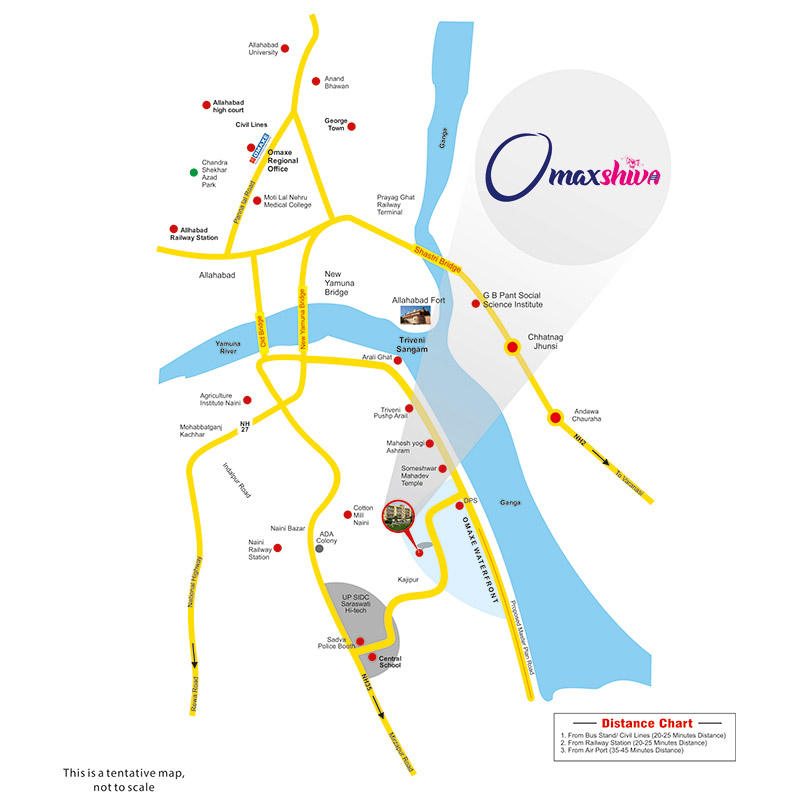 Allahabad
University
Anand
Bhawan
Allahabad
high court
Civil Lines
OMAXE
George
Town
Omaxe
Regional
Office
Chandra
Shekhar
Azad
Park
Panna lal Road
Moti Lal Nehru
Medical College
Prayag Ghat
Railway
Terminal
Ganga
Omaxshiva
Allhabad
Railway Station
Shastri Bridge
Allahabad
New
Yamuna
Bridge
Allahabad Fort
G B Pant Social
Science Institute
Old Bridge
New Yamuna Bridge
Yamuna
River
Triveni
Sangam
Chhatnag
Jhunsi
Arali Ghat
Agriculture
Institute Naini
Triveni
Pushp Arail
Andawa
Chauraha
Mohabbatganj
Kachhar
NH
27
Mahesh yogi
Ashram
NH2
To Varanasi
Indalpur Road
Someshwar
Mahadev
Temple
DPS
Ganga
Cotton
Mill
Naini
Naini Bazar
ADA
Colony
OMAXE WATERFRONT
Naini
Railway
Station
National Highway
Kajipur
UP SIDC
Saraswati
Hi-tech
Proposed Master Plan Road
Sadva
Police Booth
Central
School
NH35
Rewa Road
Mirzapur Road
Distance Chart
1. From Bus Stand/ Civil Lines (20-25 Minutes Distance)
2. From Railway Station (20-25 Minutes Distance)
3. From Air Port (35-45 Minutes Distance)
This is a tentative map,
not to scale